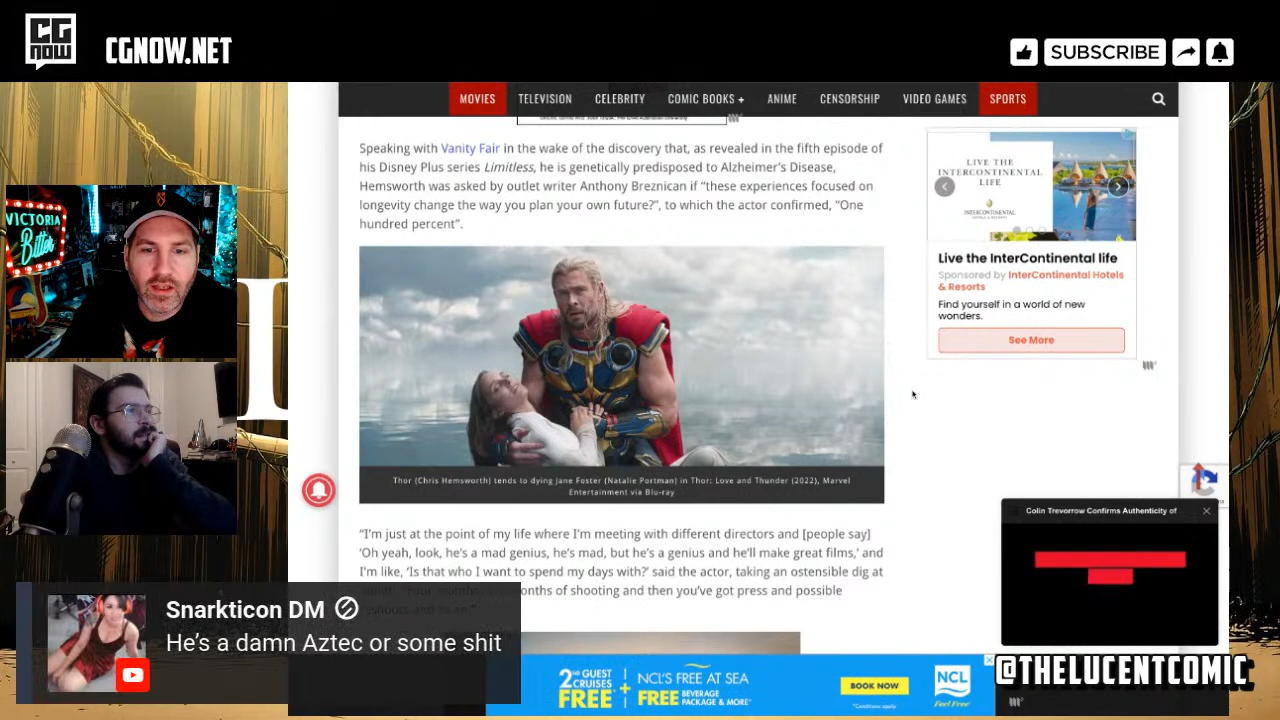 CG
NOW
CGNOW.NET
SUBSCRIBE
MOVIES TELEVISION CELEBRITY COMIC BOOKS + ANIME CENSORSHIP VIDEO GAMES SPORTS
Speaking with Vanity Fair in the wake of the discovery that, as revealed in the fifth episode of
his Disney Plus series Limitless, he is genetically predisposed to Alzheimer's Disease,
Hemsworth was asked by outlet writer Anthony Breznican if “these experiences focused on
longevity change the way you plan your own future?”, to which the actor confirmed, “One
hundred percent”.
Thor (Chris Hemsworth) tends to dying Jane Foster (Natalie Portman) in Thor: Love and Thunder (2022), Marvel
Entertainment via Blu-ray
“I'm just at the point of my life where I'm meeting with different directors and [people say]
‘Oh yeah, look, he's a mad genius, he's mad, but he's a genius and he'll make great films,’ and
I'm like, ‘Is that who I want to spend my days with?’ said the actor, taking an ostensible dig at
months of shooting and then you've got press and possible
LIVE THE
INTERCONTINENTAL
LIFE
INTERCONTINENTAL
Live the InterContinental life
Sponsored by InterContinental Hotels
& Resorts
Find yourself in a world of new
wonders.
See More
VICTORIA
Bitter
Colin Trevorrow Confirms Authenticity of
Snarkticon DM
He’s a damn Aztec or some shit
2ND GUEST
CRUISES
FREE + NCL'S FREE AT SEA
FREE BEVERAGE
PACKAGE & MORE*
BOOK NOW
*Conditions apply
NCL
Feel Free
@THELUCENTCOMIC